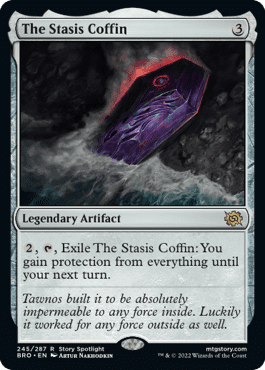 The Stasis Coffin 3
Legendary Artifact
2, T, Exile The Stasis Coffin: You
gain protection from everything until
your next turn.
Tawnos built it to be absolutely
impermeable to any force inside. Luckily
it worked for any force outside as well.
245/287 R Story Spotlight mtgstory.com
BRO • EN Artur Nakhodkin ™ & © 2022 Wizards of the Coast